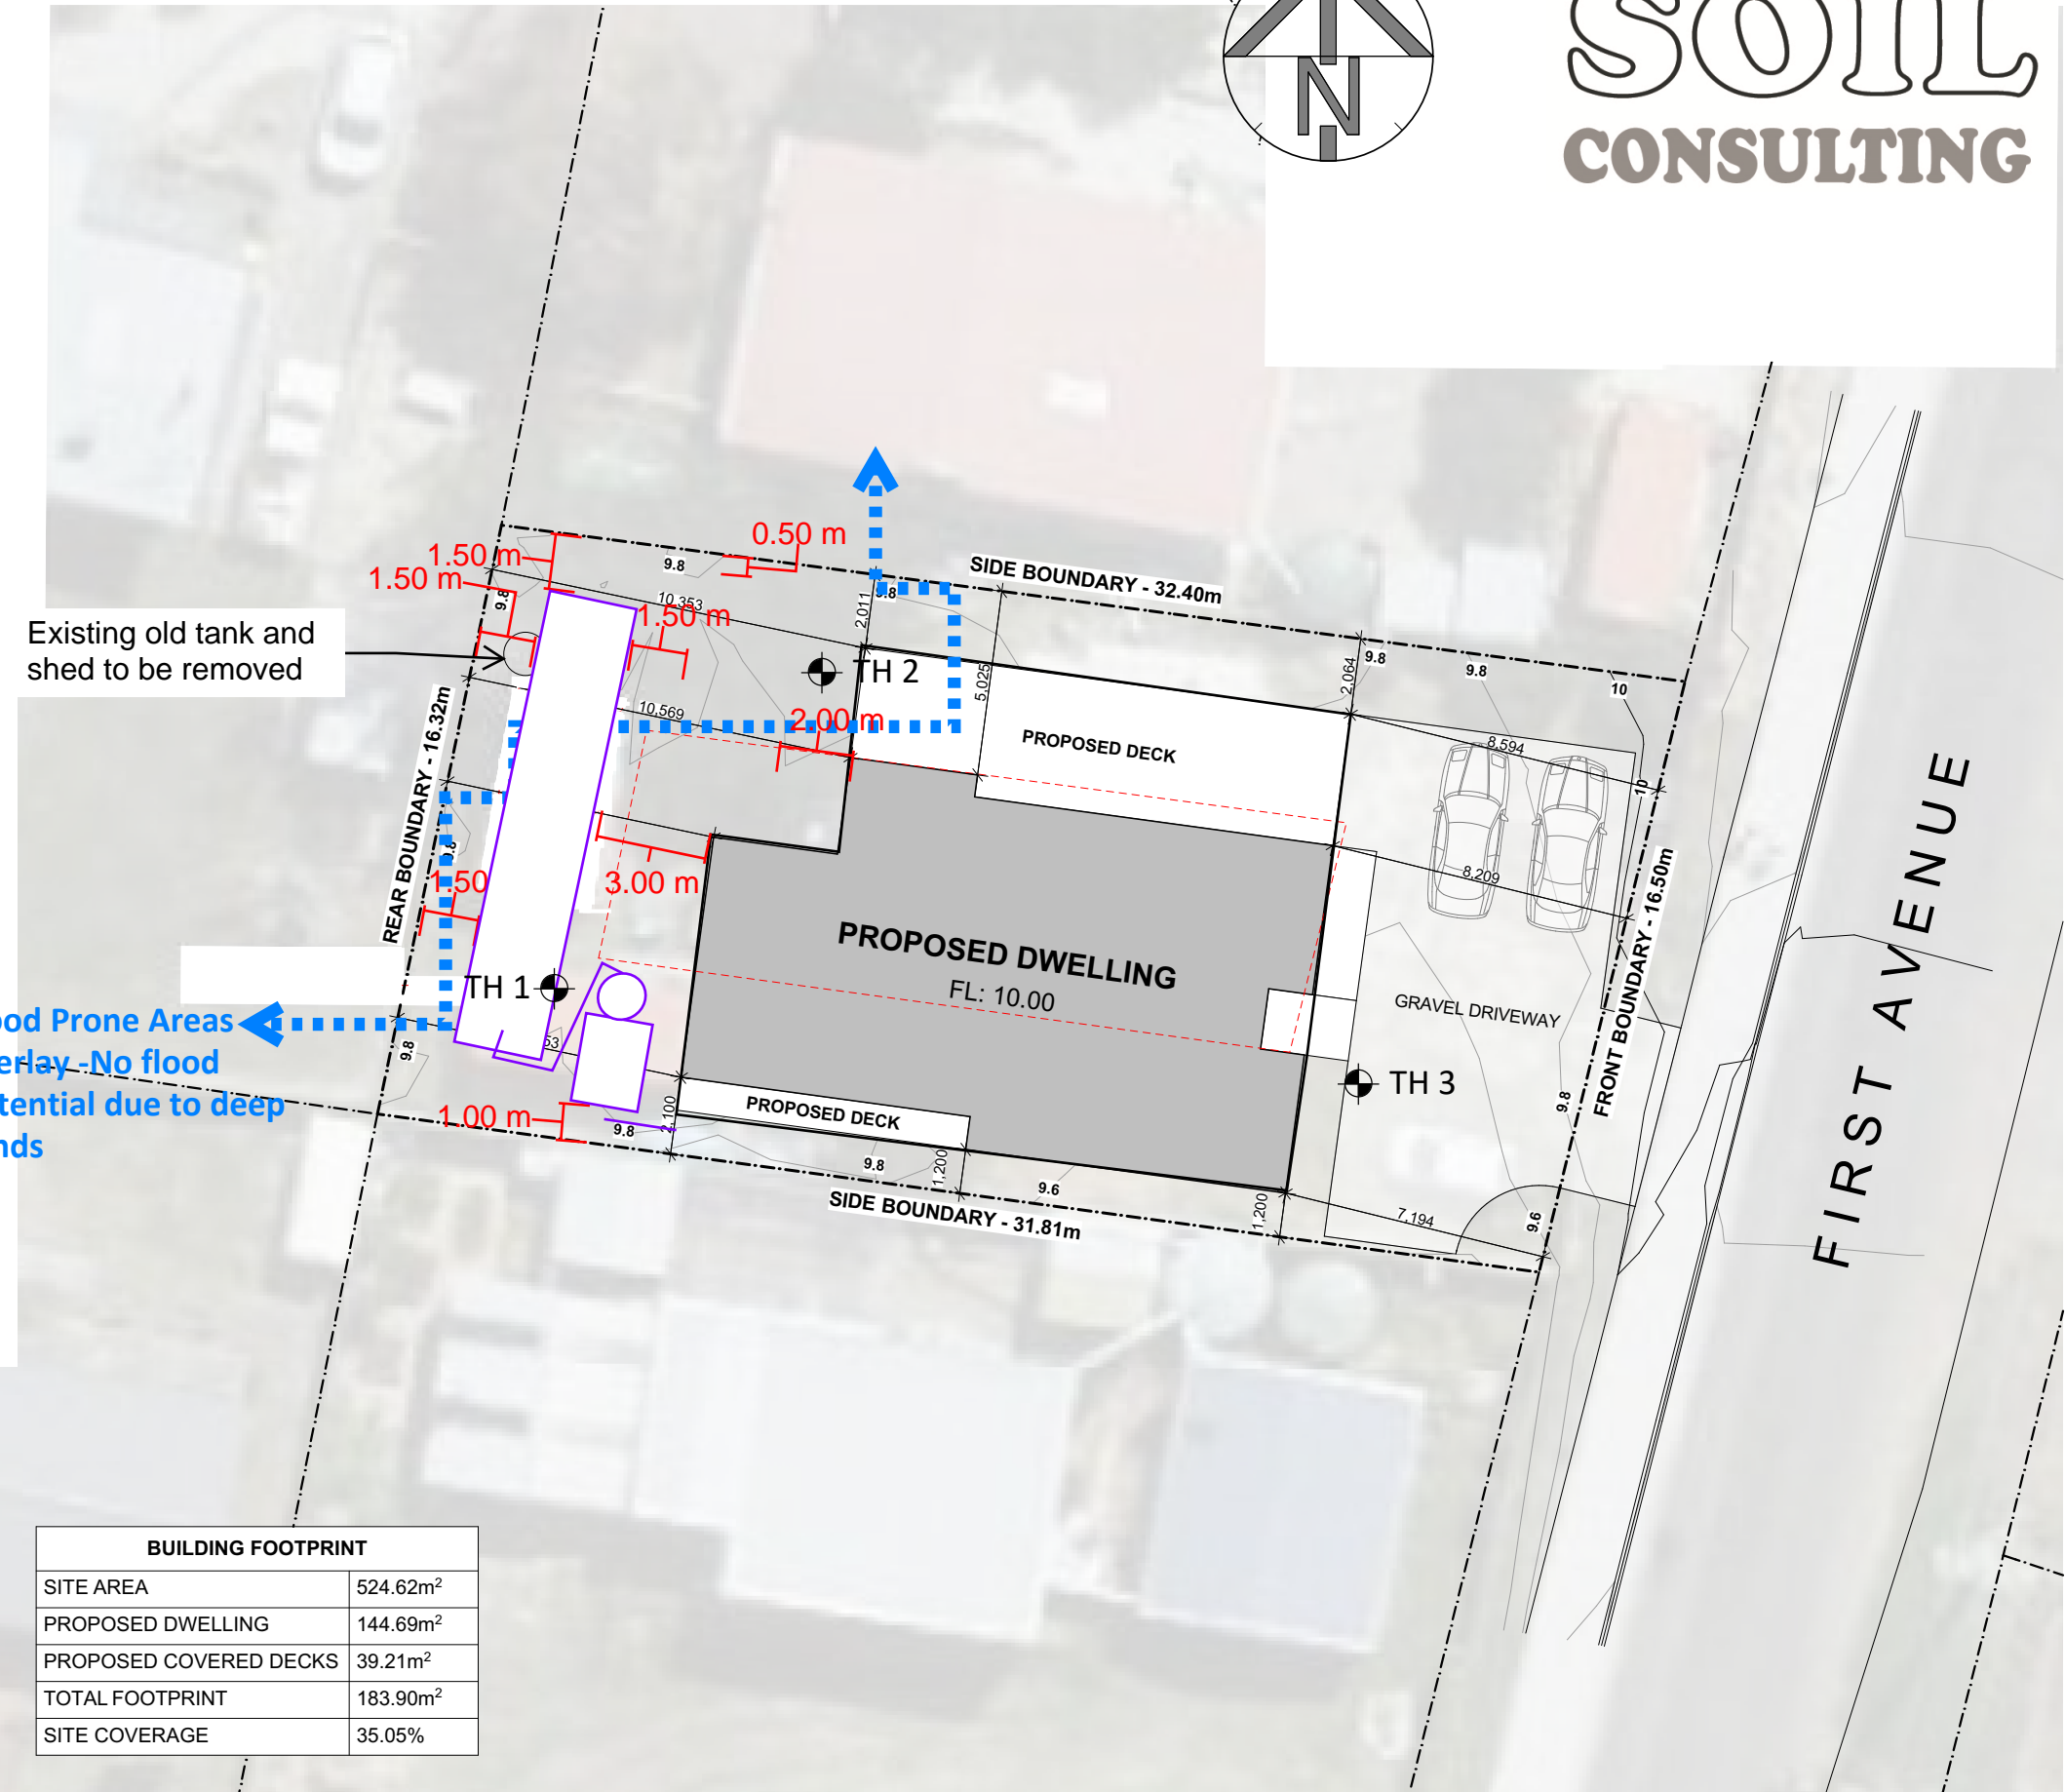 SOIL
CONSULTING
N
0.50 m
1.50 m
1.50 m
9.8
SIDE BOUNDARY - 32.40m
9.8
10,353
1.50 m
2,011
9.8
Existing old tank and
shed to be removed
TH 2
5,025
2,064
9.8
9.8
10
10,569
2.00 m
PROPOSED DECK
8,594
10
REAR BOUNDARY - 16.32m
9.8
1.50
3.00 m
8,209
FRONT BOUNDARY - 16.50m
FIRST AVENUE
PROPOSED DWELLING
FL: 10.00
TH 1
GRAVEL DRIVEWAY
ood Prone Areas
erlay -No flood
tential due to deep
nds
9.8
53
TH 3
1.00 m
2,100
PROPOSED DECK
9.8
9.8
9.8
1,200
9.6
SIDE BOUNDARY - 31.81m
1,200
7,194
9.6
BUILDING FOOTPRINT
SITE AREA 524.62m²
PROPOSED DWELLING 144.69m²
PROPOSED COVERED DECKS 39.21m²
TOTAL FOOTPRINT 183.90m²
SITE COVERAGE 35.05%